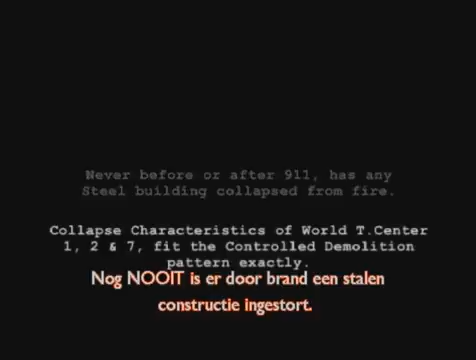 Never before or after 911, has any
Steel building collapsed from fire.
Collapse Characteristics of World T.Center
1, 2 & 7, fit the Controlled Demolition
pattern exactly.
Nog NOOIT is er door brand een stalen
constructie ingestort.